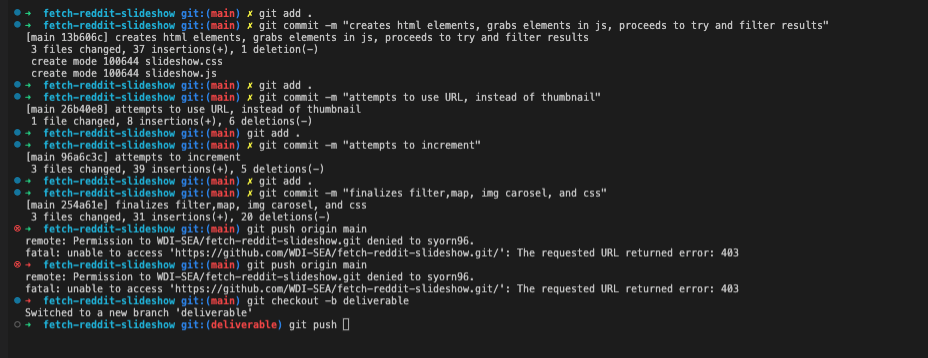 ➜ fetch-reddit-slideshow git:(main) ✗ git add .
➜ fetch-reddit-slideshow git:(main) ✗ git commit -m "creates html elements, grabs elements in js, proceeds to try and filter results"
[main 13b606c] creates html elements, grabs elements in js, proceeds to try and filter results
3 files changed, 37 insertions(+), 1 deletion(-)
create mode 100644 slideshow.css
create mode 100644 slideshow.js
➜ fetch-reddit-slideshow git:(main) ✗ git add .
➜ fetch-reddit-slideshow git:(main) ✗ git commit -m "attempts to use URL, instead of thumbnail"
[main 26b40e8] attempts to use URL, instead of thumbnail
1 file changed, 8 insertions(+), 6 deletions(-)
➜ fetch-reddit-slideshow git:(main) git add .
➜ fetch-reddit-slideshow git:(main) ✗ git commit -m "attempts to increment"
[main 96a6c3c] attempts to increment
3 files changed, 39 insertions(+), 5 deletions(-)
➜ fetch-reddit-slideshow git:(main) ✗ git add .
➜ fetch-reddit-slideshow git:(main) ✗ git commit -m "finalizes filter,map, img carosel, and css"
[main 254a61e] finalizes filter,map, img carosel, and css
3 files changed, 31 insertions(+), 20 deletions(-)
➜ fetch-reddit-slideshow git:(main) git push origin main
remote: Permission to WDI-SEA/fetch-reddit-slideshow.git denied to syorn96.
fatal: unable to access 'https://github.com/WDI-SEA/fetch-reddit-slideshow.git/': The requested URL returned error: 403
➜ fetch-reddit-slideshow git:(main) git push origin main
remote: Permission to WDI-SEA/fetch-reddit-slideshow.git denied to syorn96.
fatal: unable to access 'https://github.com/WDI-SEA/fetch-reddit-slideshow.git/': The requested URL returned error: 403
➜ fetch-reddit-slideshow git:(main) git checkout -b deliverable
Switched to a new branch 'deliverable'
➜ fetch-reddit-slideshow git:(deliverable) git push